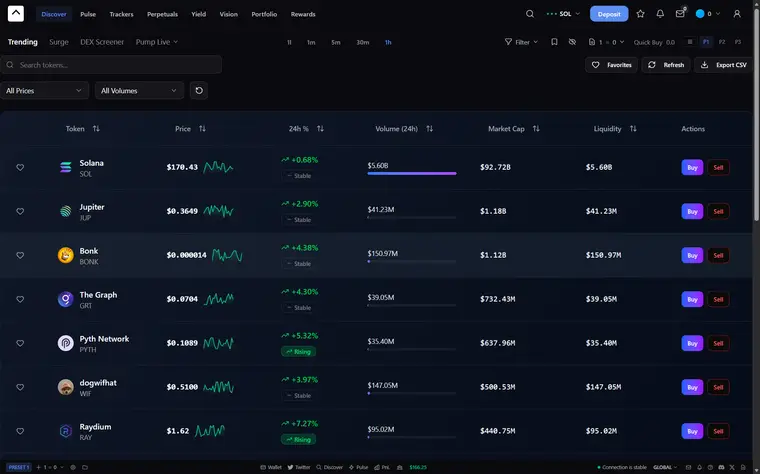 Discover Pulse Trackers Perpetuals Yield Vision Portfolio Rewards SOL Deposit 0 0
Trending Surge DEX Screener Pump Live 1m 5m 30m 1h Filter 1 0 Quick Buy 0.0 P1 P2 P3
Search tokens...
Favorites Refresh Export CSV
All Prices All Volumes
Token Price 24h % Volume (24h) Market Cap Liquidity Actions
Solana
SOL
$170.43 +0.68%
Stable
$5.60B $92.72B $5.60B Buy Sell
Jupiter
JUP
$0.3649 +2.90%
Stable
$41.23M $1.18B $41.23M Buy Sell
Bonk
BONK
$0.000014 +4.38%
Stable
$150.97M $1.12B $150.97M Buy Sell
The Graph
GRT
$0.0704 +4.30%
Stable
$39.05M $732.43M $39.05M Buy Sell
Pyth Network
PYTH
$0.1089 +5.32%
Rising
$35.40M $637.96M $35.40M Buy Sell
dogwifhat
WIF
$0.5100 +3.97%
Stable
$147.05M $500.53M $147.05M Buy Sell
Raydium
RAY
$1.62 +7.27%
Rising
$95.02M $440.75M $95.02M Buy Sell
PRESET 1 1 0 Wallet Twitter Discover Pulse PnL $166.25 Connection is stable GLOBAL